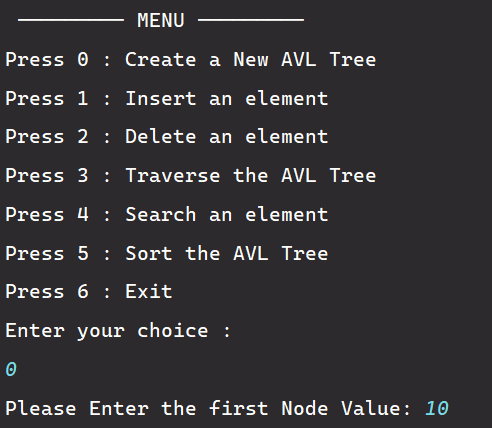 --------- MENU ---------
Press 0 : Create a New AVL Tree
Press 1 : Insert an element
Press 2 : Delete an element
Press 3 : Traverse the AVL Tree
Press 4 : Search an element
Press 5 : Sort the AVL Tree
Press 6 : Exit
Enter your choice :
0
Please Enter the first Node Value: 10